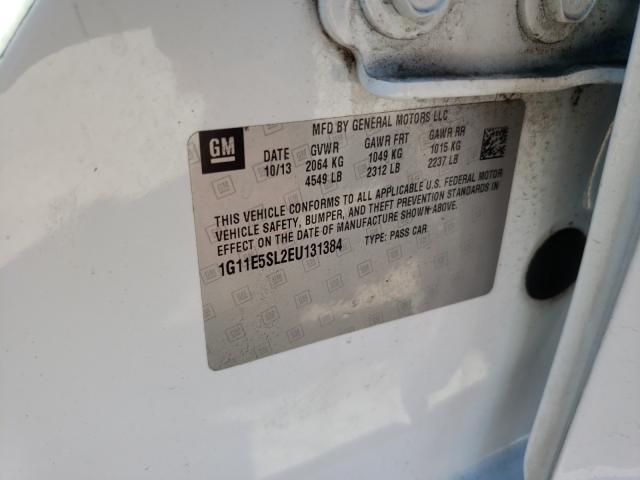 MFD BY GENERAL MOTORS LLC
GM
DATE GVWR GAWR FRT GAWR RR
10/13 2064 KG 1049 KG 1015 KG
4549 LB 2312 LB 2237 LB
THIS VEHICLE CONFORMS TO ALL APPLICABLE U.S. FEDERAL MOTOR
VEHICLE SAFETY, BUMPER, AND THEFT PREVENTION STANDARDS IN
EFFECT ON THE DATE OF MANUFACTURE SHOWN ABOVE.
1G11E5SL2EU131384 TYPE: PASS CAR